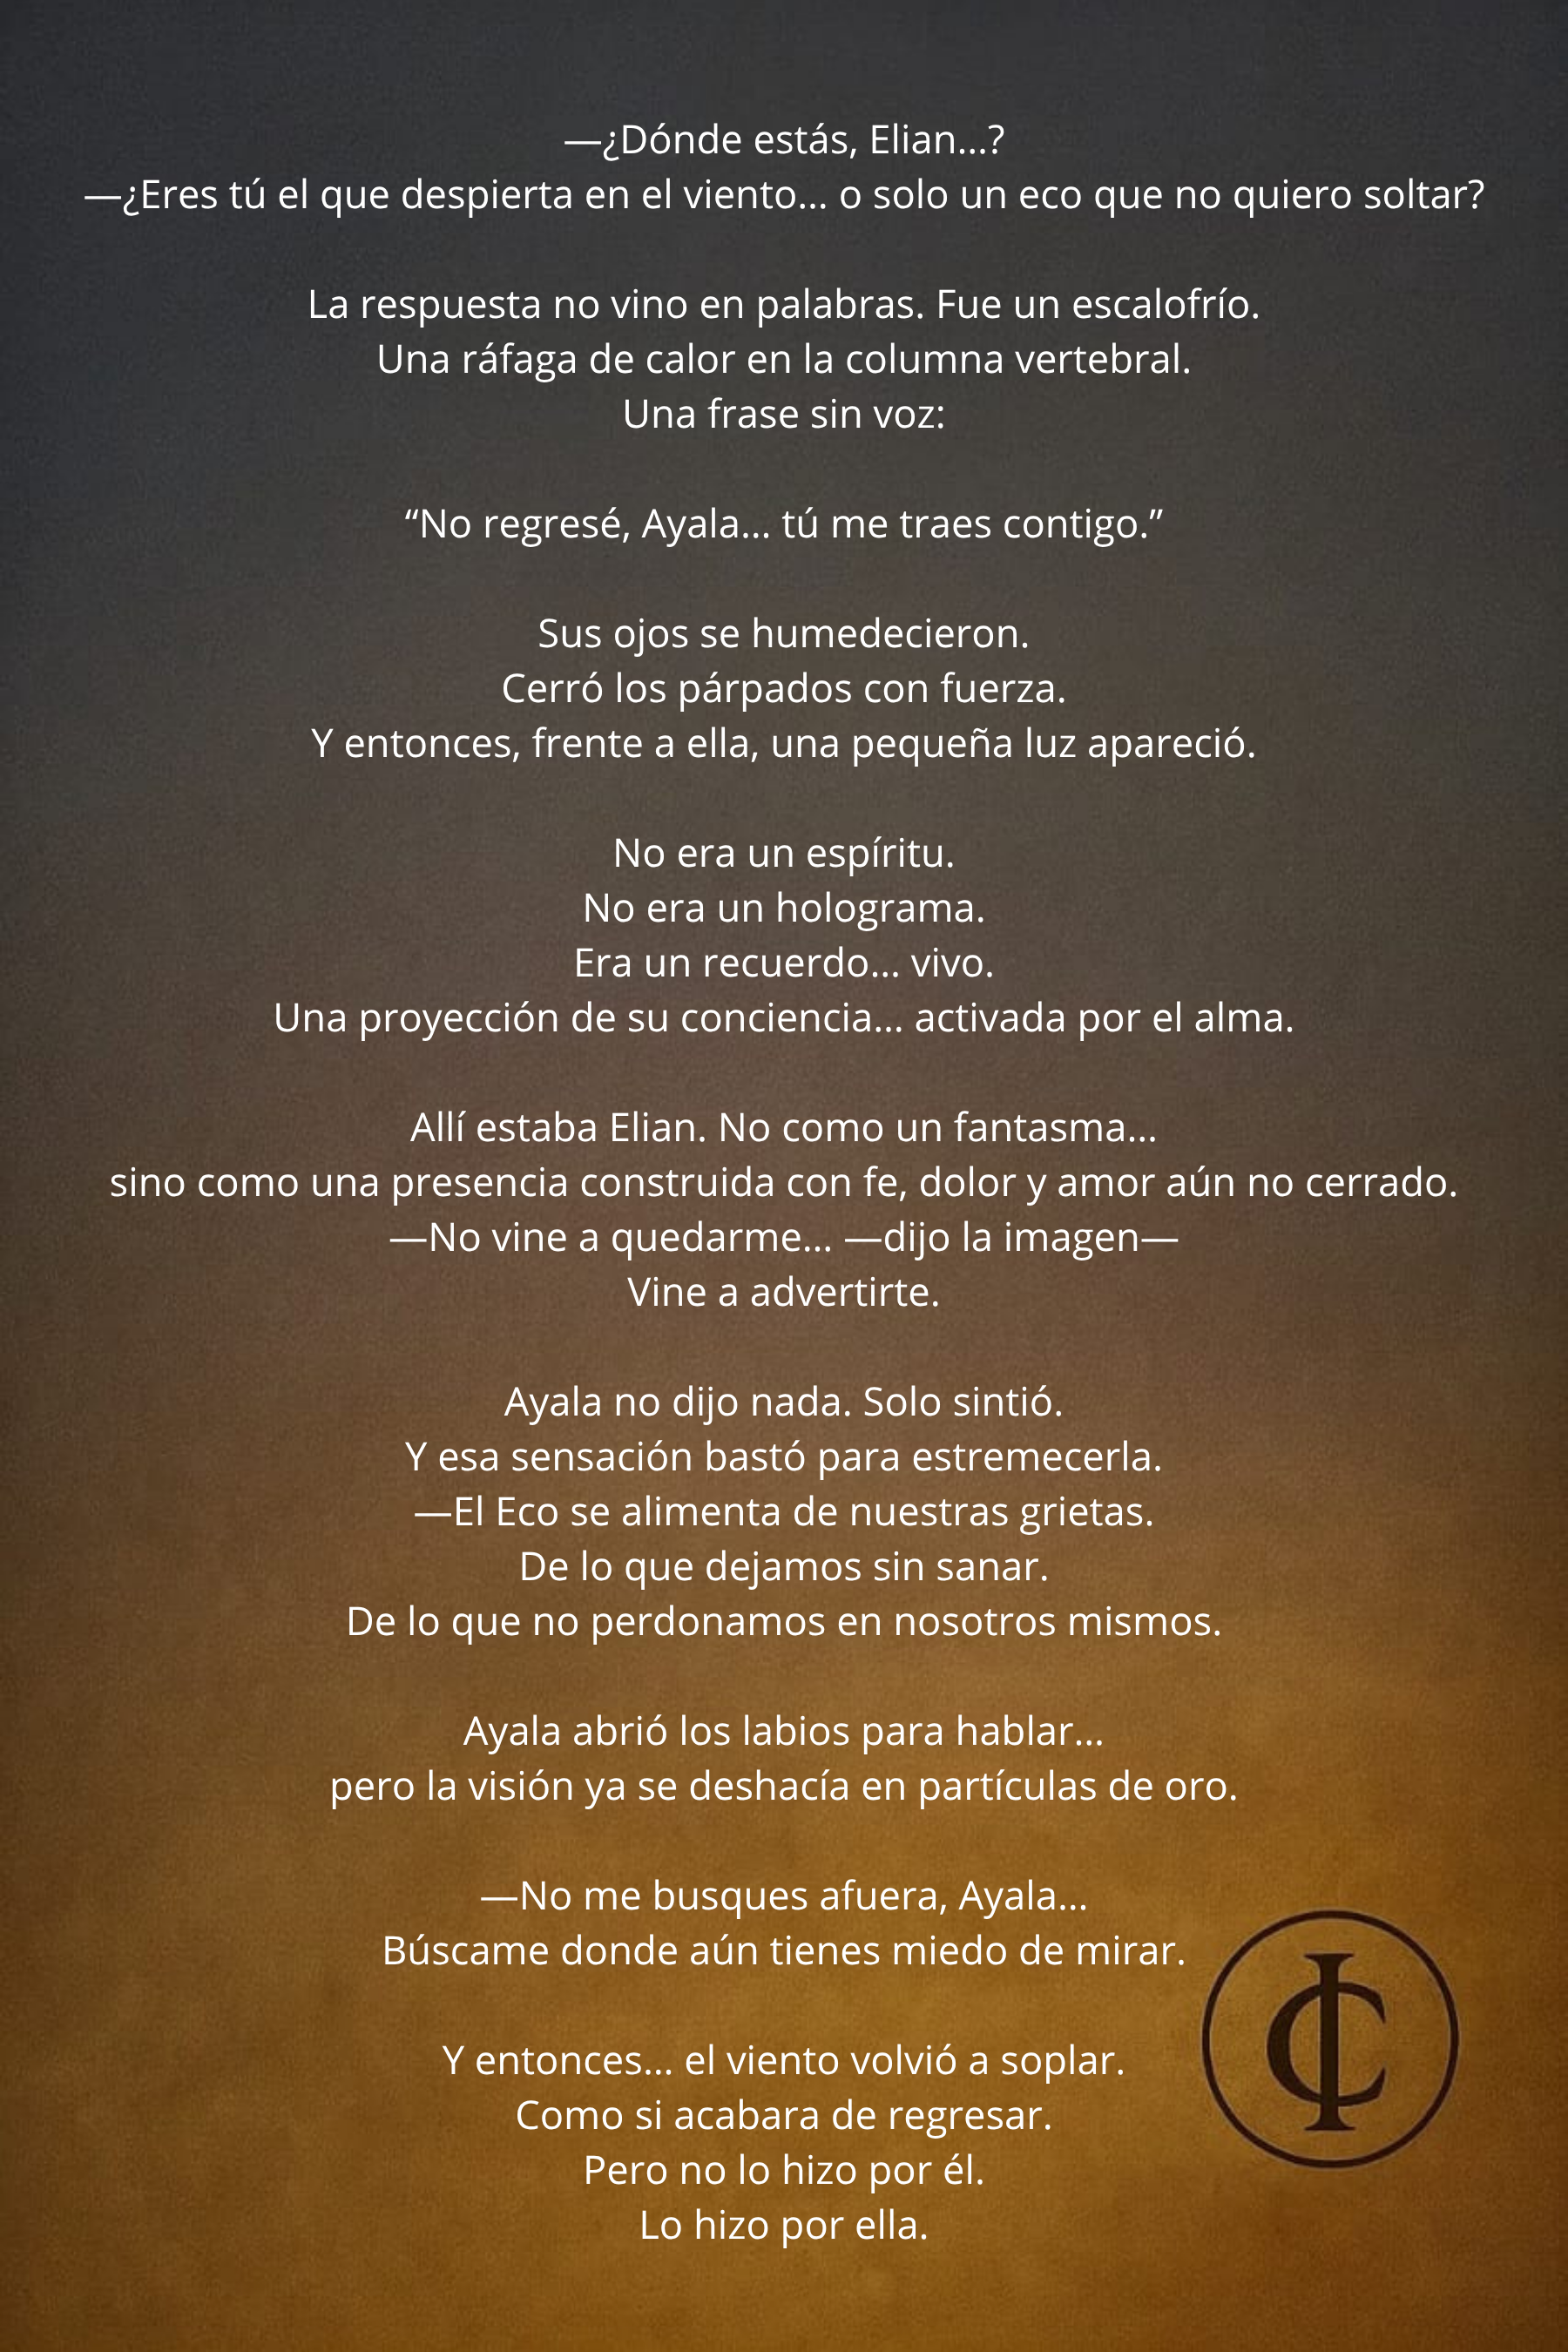 —¿Dónde estás, Elian...?
—¿Eres tú el que despierta en el viento... o solo un eco que no quiero soltar?
La respuesta no vino en palabras. Fue un escalofrío.
Una ráfaga de calor en la columna vertebral.
Una frase sin voz:
“No regresé, Ayala... tú me traes contigo.”
Sus ojos se humedecieron.
Cerró los párpados con fuerza.
Y entonces, frente a ella, una pequeña luz apareció.
No era un espíritu.
No era un holograma.
Era un recuerdo... vivo.
Una proyección de su conciencia... activada por el alma.
Allí estaba Elian. No como un fantasma...
sino como una presencia construida con fe, dolor y amor aún no cerrado.
—No vine a quedarme... —dijo la imagen—
Vine a advertirte.
Ayala no dijo nada. Solo sintió.
Y esa sensación bastó para estremecerla.
—El Eco se alimenta de nuestras grietas.
De lo que dejamos sin sanar.
De lo que no perdonamos en nosotros mismos.
Ayala abrió los labios para hablar...
pero la visión ya se deshacía en partículas de oro.
—No me busques afuera, Ayala...
Búscame donde aún tienes miedo de mirar.
Y entonces... el viento volvió a soplar.
Como si acabara de regresar.
Pero no lo hizo por él.
Lo hizo por ella.
IC